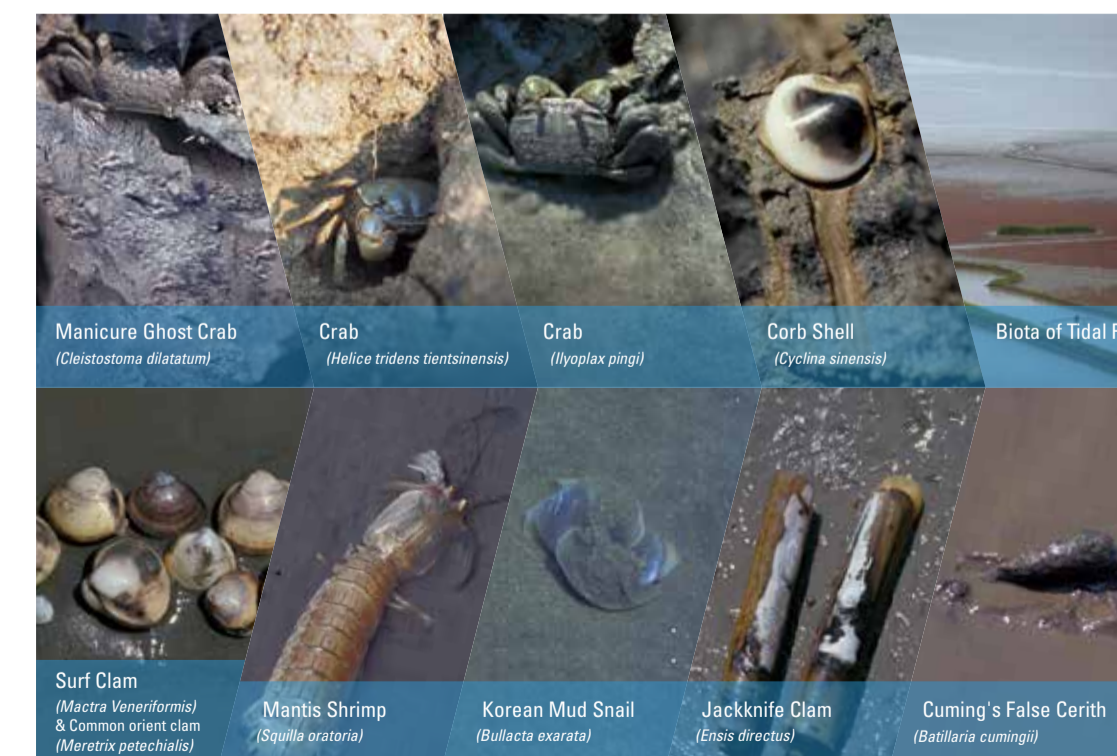 Manicure Ghost Crab
(Cleistostoma dilatatum)
Crab
(Helice tridens tientsinensis)
Crab
(Ilyoplax pingi)
Corb Shell
(Cyclina sinensis)
Biota of Tidal
Surf Clam
(Mactra Veneriformis)
& Common orient clam
(Meretrix petechialis)
Mantis Shrimp
(Squilla oratoria)
Korean Mud Snail
(Bullacta exarata)
Jackknife Clam
(Ensis directus)
Cuming's False Cerith
(Batillaria cumingii)